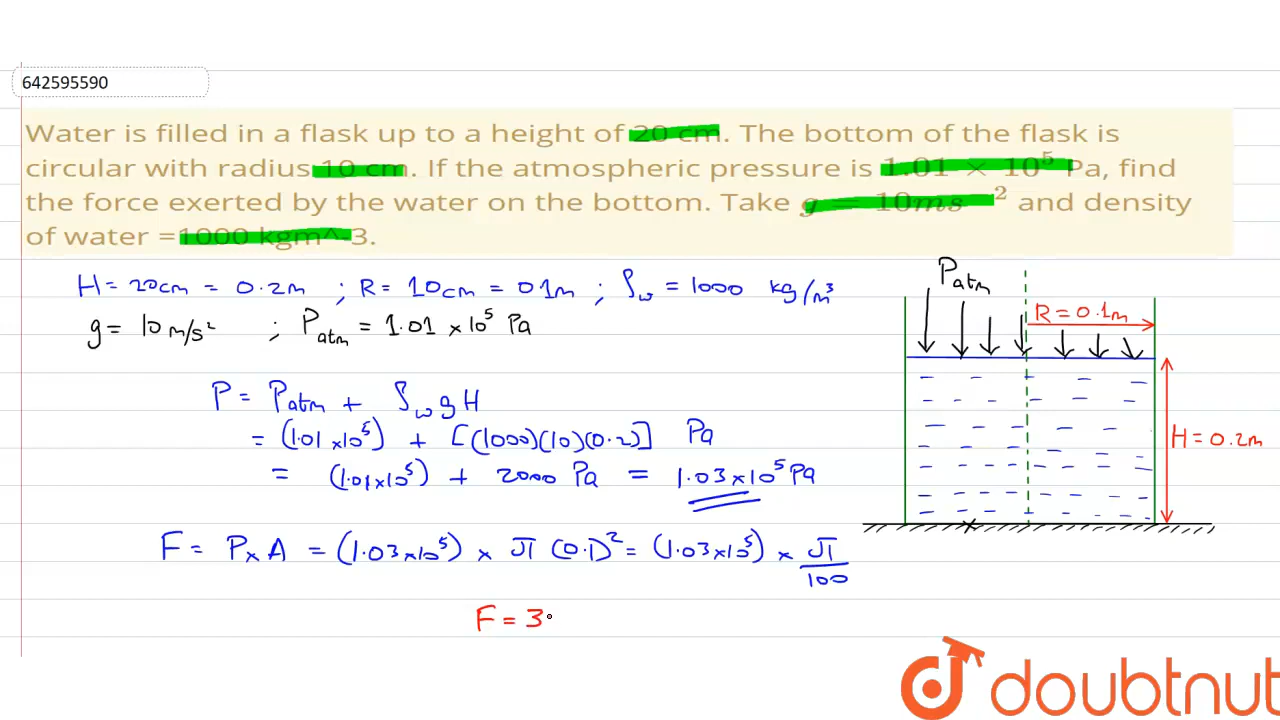 642595590
Water is filled in a flask up to a height of 20 cm. The bottom of the flask is
circular with radius 10 cm. If the atmospheric pressure is 1.01 × 10⁵ Pa, find
the force exerted by the water on the bottom. Take g = 10ms ² and density
of water =1000 kgm^-3.
H = 20cm = 0.2m ; R = 10cm = 01m ; ρw = 1000 kg/m³
g = 10 m/s² ; Patm = 1.01 × 10⁵ Pa
P = Patm + ρw g H
= (1.01 × 10⁵) + [(1000)(10)(0.2)] Pa
= (1.01×10⁵) + 2000 Pa = 1.03×10⁵ Pa
F = P × A = (1.03×10⁵) × π (0.1)² = (1.03×10⁵) × π/100
F = 3.
Patm
R = 0.1m
H = 0.2m
doubtnut